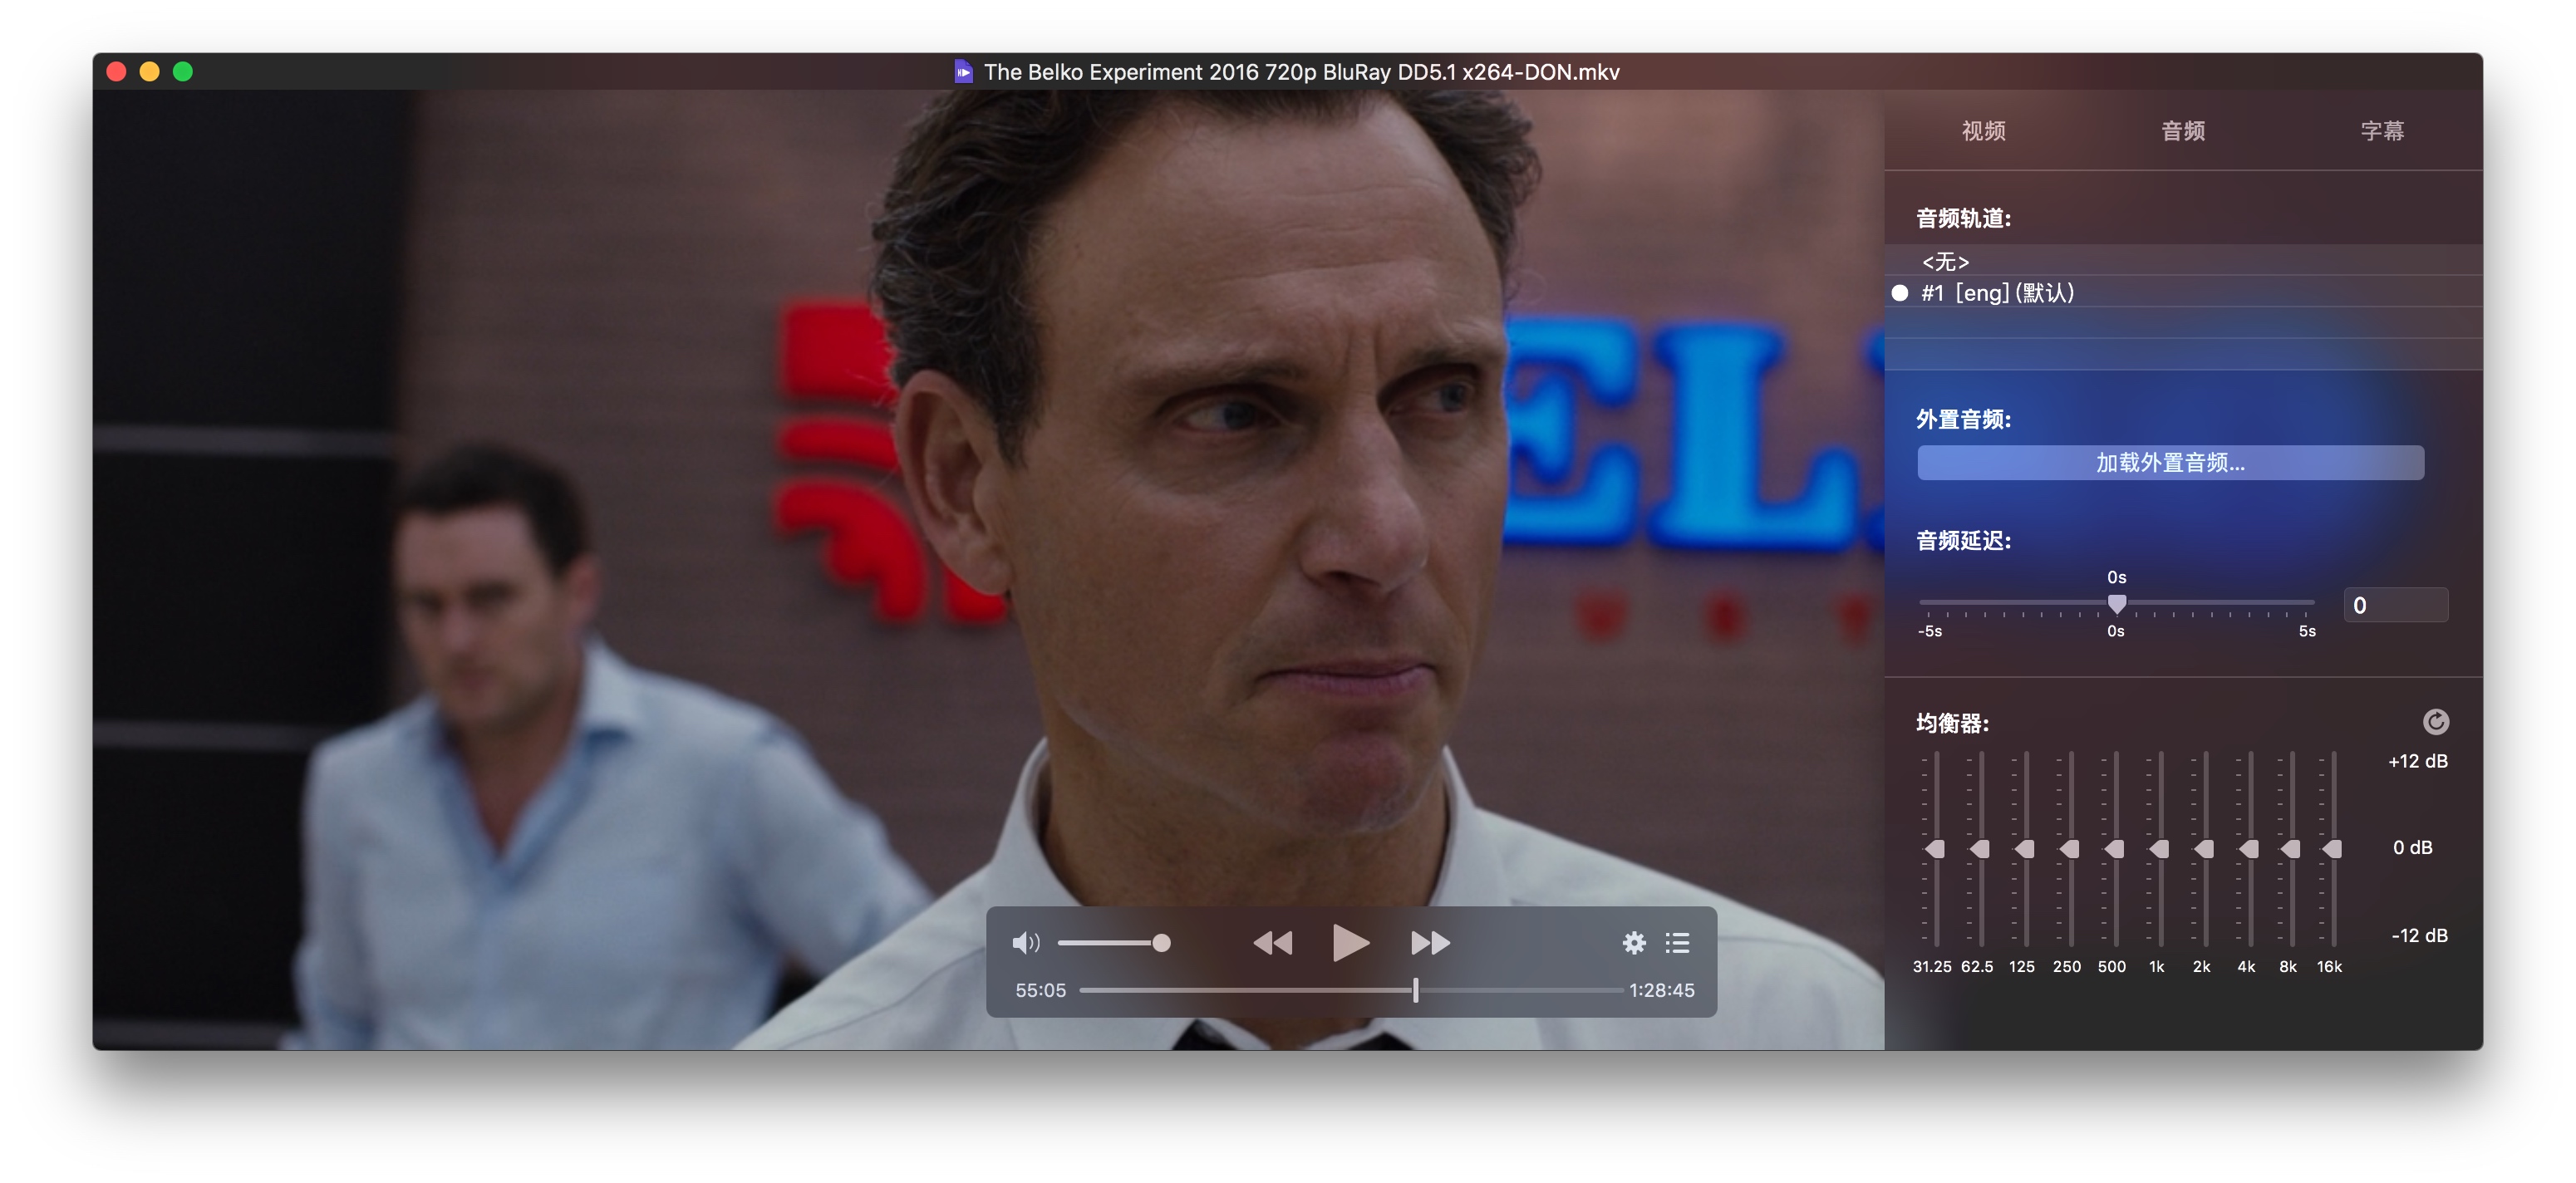 The Belko Experiment 2016 720p BluRay DD5.1 x264-DON.mkv
视频 音频 字幕
音频轨道:
<无>
#1 [eng] (默认)
EL
外置音频:
加载外置音频...
音频延迟:
0s
0
-5s 0s 5s
均衡器:
+12 dB
0 dB
-12 dB
31.25 62.5 125 250 500 1k 2k 4k 8k 16k
55:05 1:28:45